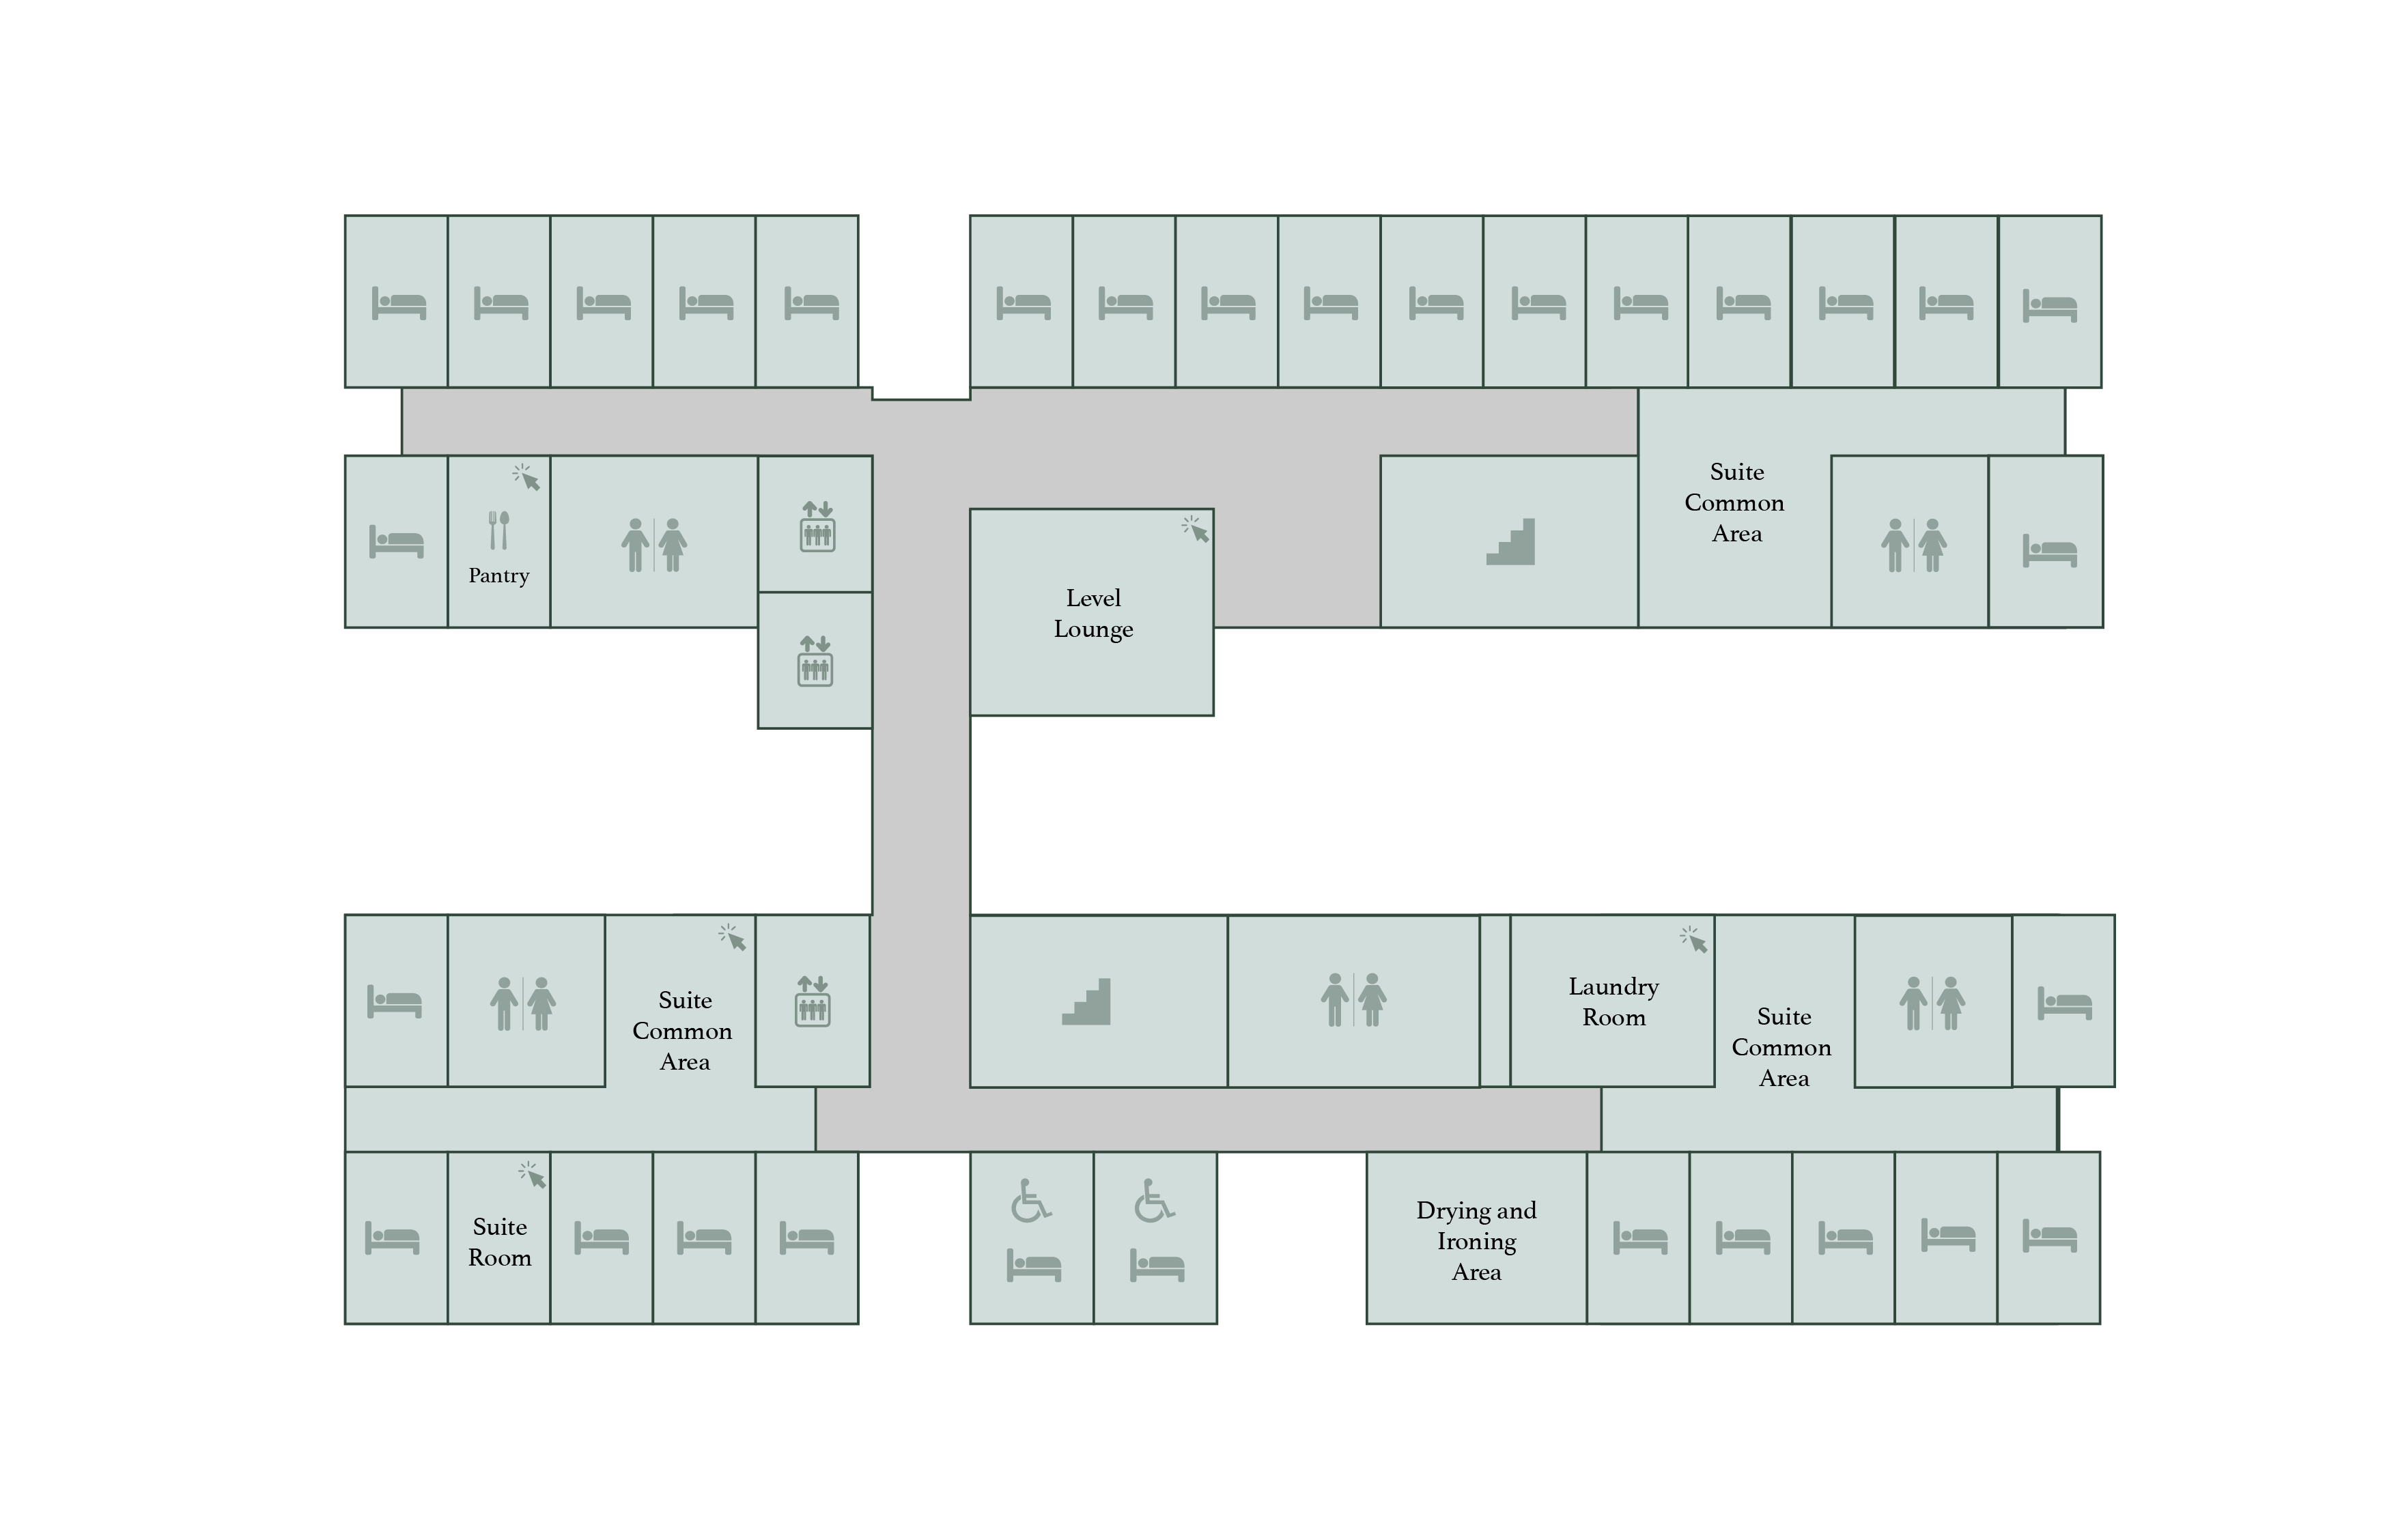 Suite
Common
Area
Pantry
Level
Lounge
Suite
Common
Area
Laundry
Room
Suite
Common
Area
Suite
Room
Drying and
Ironing
Area